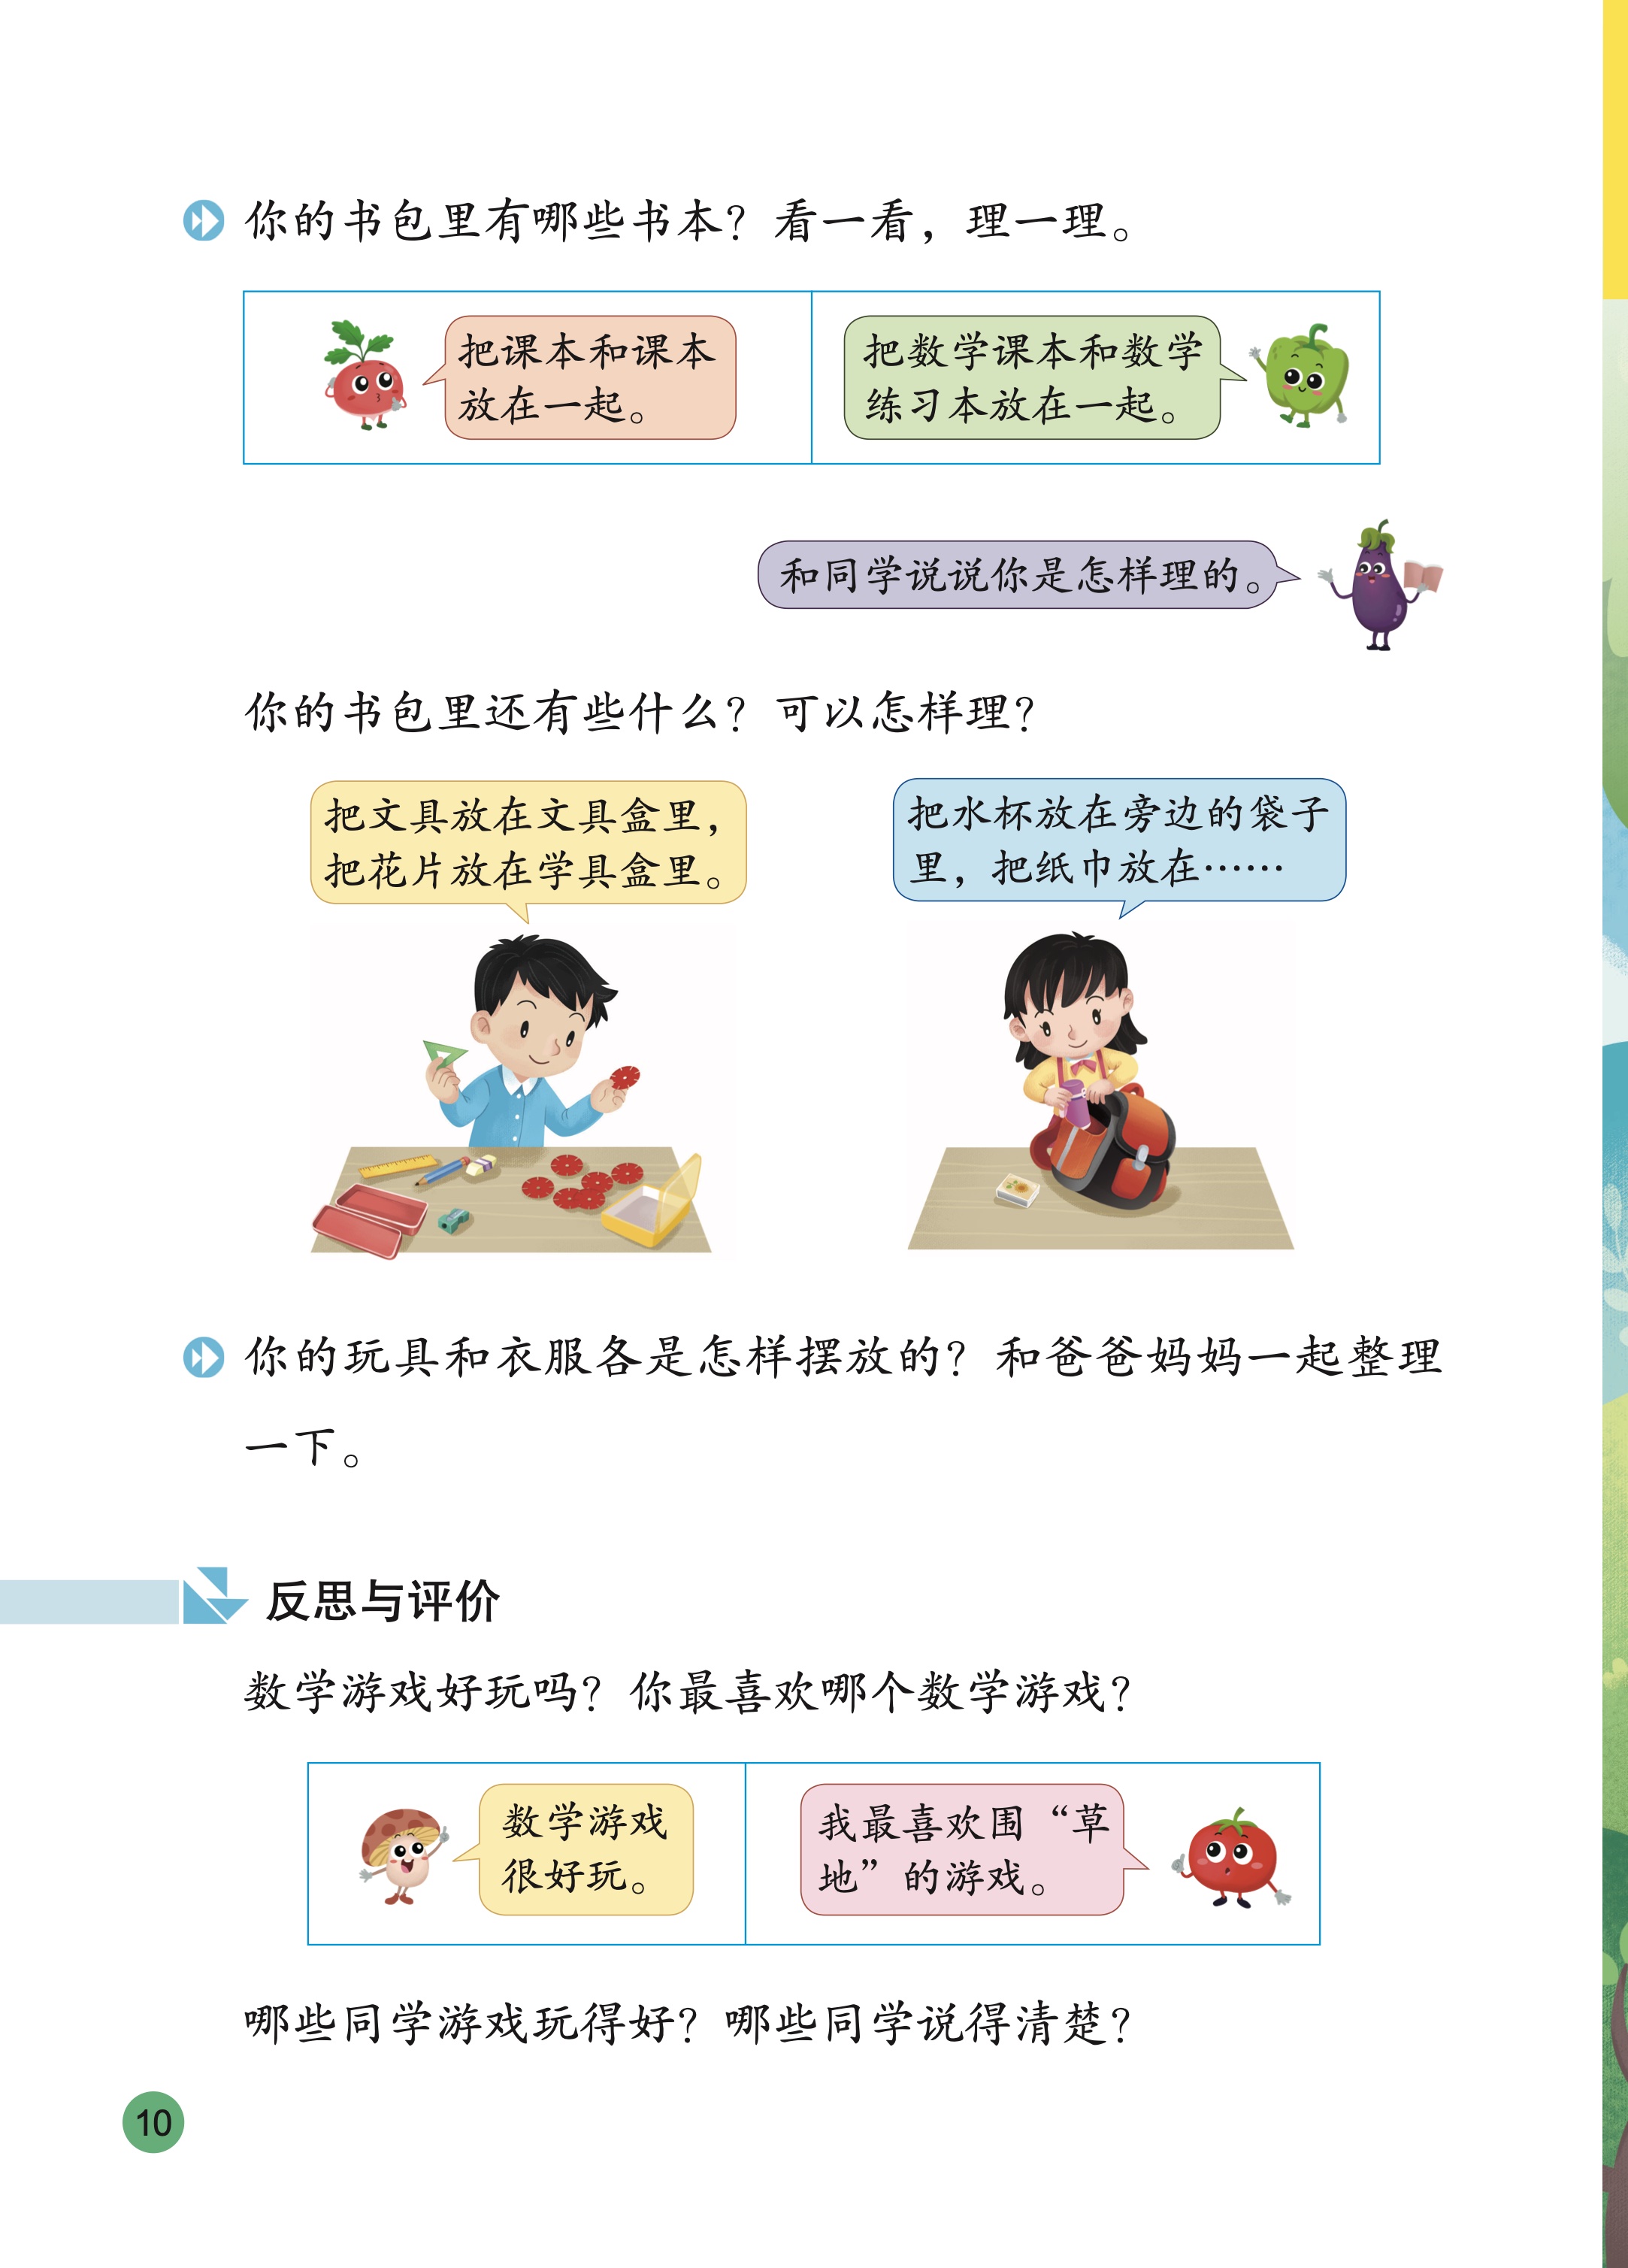 你的书包里有哪些书本？看一看，理一理。
把课本和课本
放在一起。
把数学课本和数学
练习本放在一起。
和同学说说你是怎样理的。
你的书包里还有些什么？可以怎样理？
把文具放在文具盒里，
把花片放在学具盒里。
把水杯放在旁边的袋子
里，把纸巾放在……
你的玩具和衣服各是怎样摆放的？和爸爸妈妈一起整理
一下。
反思与评价
数学游戏好玩吗？你最喜欢哪个数学游戏？
数学游戏
很好玩。
我最喜欢围“草
地”的游戏。
哪些同学游戏玩得好？哪些同学说得清楚？
10